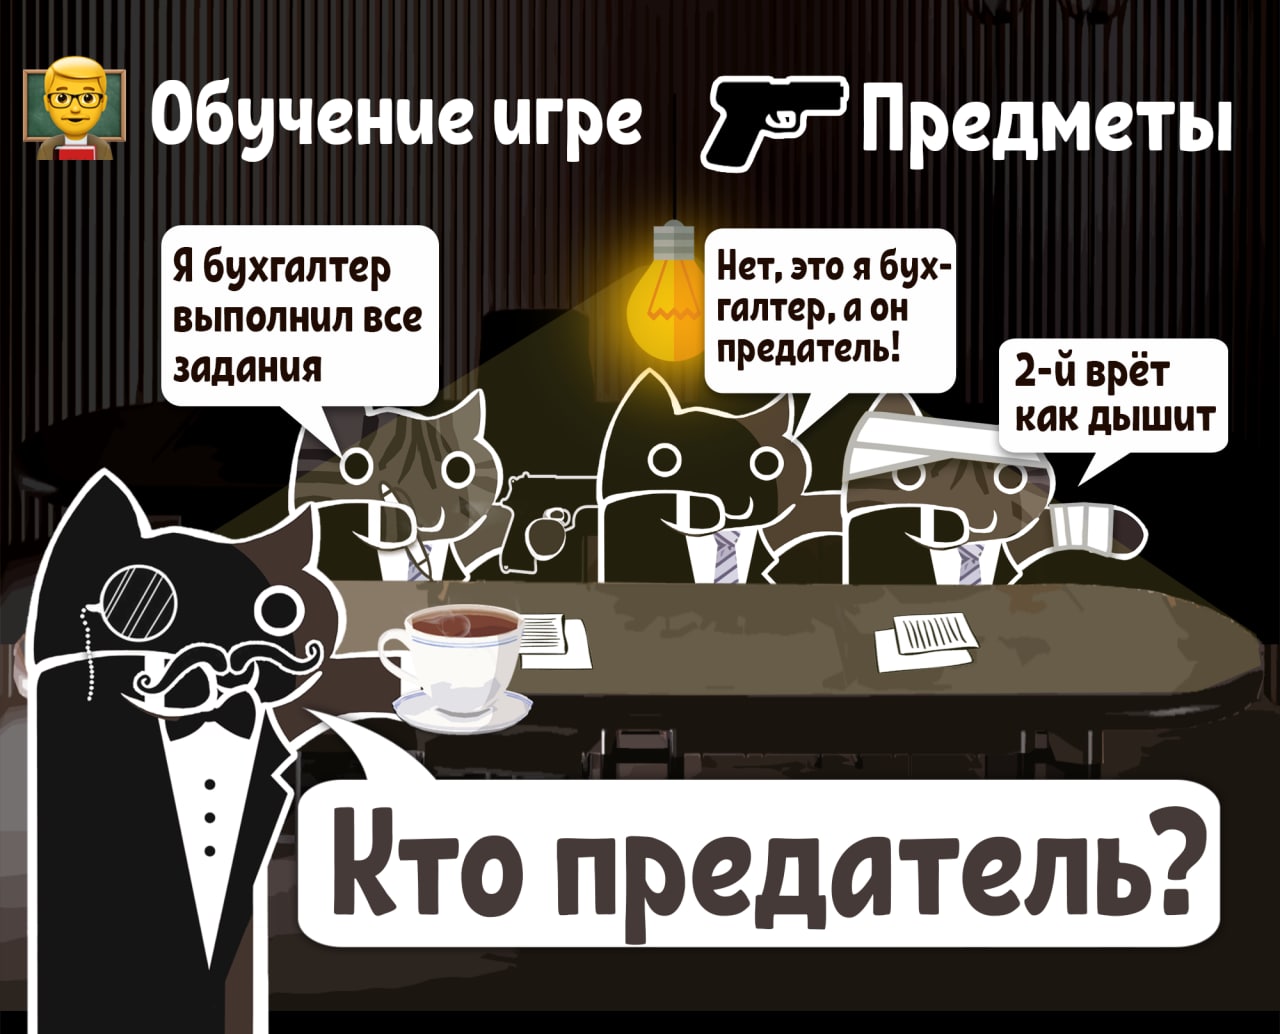 Обучение игре
Предметы
Я бухгалтер
выполнил все
задания
Нет, это я бух-
галтер, а он
предатель!
2-й врёт
как дышит
Кто предатель?